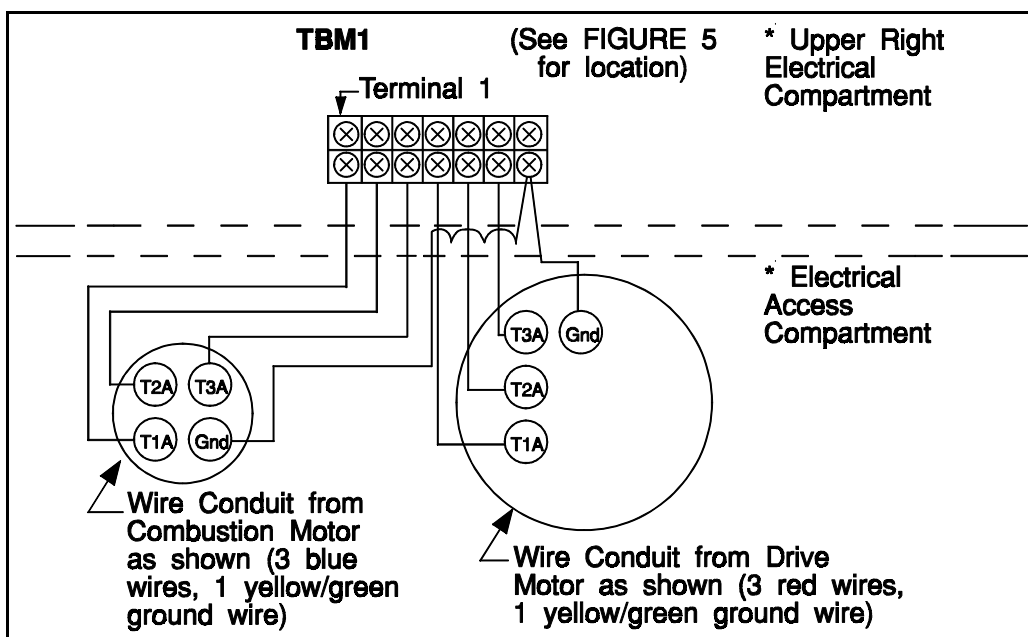 TBM1
(See FIGURE 5
for location)
* Upper Right
Electrical
Compartment
Terminal 1
* Electrical
Access
Compartment
T3A
Gnd
T2A
T1A
T2A
T3A
T1A
Gnd
Wire Conduit from
Combustion Motor
as shown (3 blue
wires, 1 yellow/green
ground wire)
Wire Conduit from Drive
Motor as shown (3 red wires,
1 yellow/green ground wire)